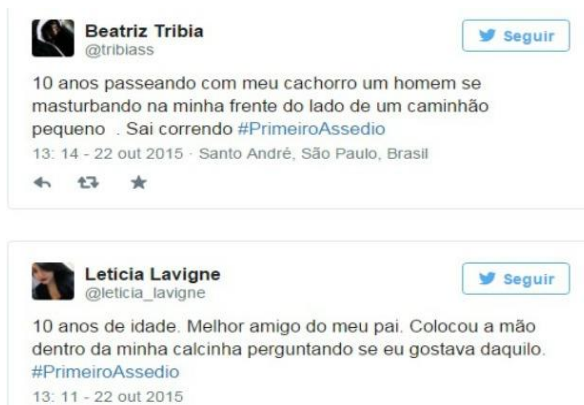 Beatriz Tribia
Seguir
@tribiass
10 anos passeando com meu cachorro um homem se
masturbando na minha frente do lado de um caminhão
pequeno . Sai correndo #PrimeiroAssedio
13: 14 - 22 out 2015 · Santo André, São Paulo, Brasil
Leticia Lavigne
Seguir
@leticia_lavigne
10 anos de idade. Melhor amigo do meu pai. Colocou a mão
dentro da minha calcinha perguntando se eu gostava daquilo.
#PrimeiroAssedio
13: 11 - 22 out 2015